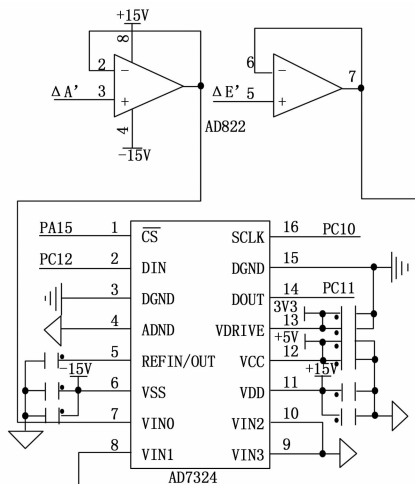 +15V
8
2
−
ΔA' 3
+
4
−15V
6
−
7
ΔE' 5
+
AD822
PA15 1 CS
SCLK 16 PC10
PC12 2 DIN
DGND 15
3 DGND
DOUT 14 PC11
3V3
4 ADND
VDRIVE 13
+5V
5 REFIN/OUT
VCC 12
−15V
+15V
6 VSS
VDD 11
7 VIN0
VIN2 10
8 VIN1
VIN3 9
AD7324